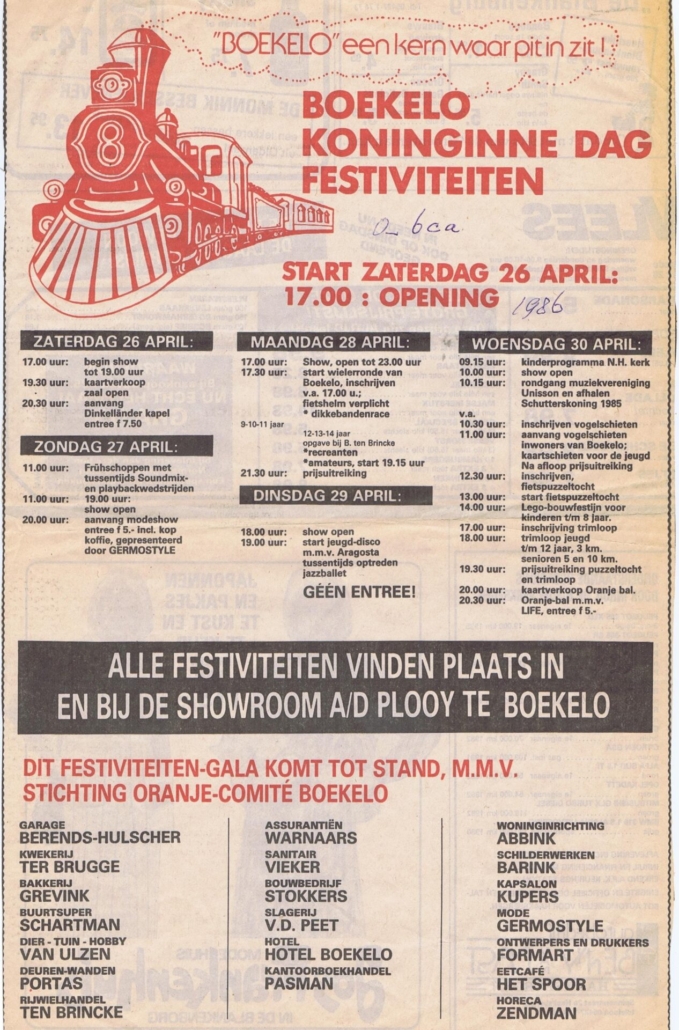 "BOEKELO" een kern waar pit in zit!
BOEKELO
KONINGINNE DAG
FESTIVITEITEN
START ZATERDAG 26 APRIL:
17.00 : OPENING 1986
ZATERDAG 26 APRIL:
17.00 uur: begin show
tot 19.00 uur
19.30 uur: kaartverkoop
zaal open
20.30 uur: aanvang
Dinkellânder kapel
entree f 7.50
ZONDAG 27 APRIL:
11.00 uur: Frühschoppen met
tussentijds Soundmix-
en playbackwedstrijden
11.00 uur: 19.00 uur:
show open
20.00 uur: aanvang modeshow
entree f 5.- incl. kop
koffie, gepresenteerd
door GERMOSTYLE
MAANDAG 28 APRIL:
17.00 uur: Show, open tot 23.00 uur
17.30 uur: start wielerronde van
Boekelo, inschrijven
v.a. 17.00 u.;
fietshelm verplicht
* dikkebandenrace
9-10-11 jaar
12-13-14 jaar
opgave bij B. ten Brincke
*recreanten
*amateurs, start 19.15 uur
21.30 uur: prijsuitreiking
DINSDAG 29 APRIL:
18.00 uur: show open
19.00 uur: start jeugd-disco
m.m.v. Aragosta
tussentijds optreden
jazzballet
GÉÉN ENTREE!
WOENSDAG 30 APRIL:
09.15 uur: kinderprogramma N.H. kerk
10.00 uur: show open
10.15 uur: rondgang muziekvereniging
Unisson en afhalen
Schutterskoning 1985
v.a.
10.30 uur: inschrijven vogelschieten
11.00 uur: aanvang vogelschieten
inwoners van Boekelo;
kaartschieten voor de jeugd
Na afloop prijsuitreiking
12.30 uur: inschrijven,
fietspuzzeltocht
13.00 uur: start fietspuzzeltocht
14.00 uur: Lego-bouwfestijn voor
kinderen t/m 8 jaar.
17.00 uur: inschrijving trimloop
18.00 uur: trimloop jeugd
t/m 12 jaar, 3 km.
senioren 5 en 10 km.
19.30 uur: prijsuitreiking puzzeltocht
en trimloop
20.00 uur: kaartverkoop Oranje bal.
20.30 uur: Oranje-bal m.m.v.
LIFE, entree f 5.-
ALLE FESTIVITEITEN VINDEN PLAATS IN
EN BIJ DE SHOWROOM A/D PLOOY TE BOEKELO
DIT FESTIVITEITEN-GALA KOMT TOT STAND, M.M.V.
STICHTING ORANJE-COMITÉ BOEKELO
GARAGE
BERENDS-HULSCHER
KWEKERIJ
TER BRUGGE
BAKKERIJ
GREVINK
BUURTSUPER
SCHARTMAN
DIER - TUIN - HOBBY
VAN ULZEN
DEUREN-WANDEN
PORTAS
RIJWIELHANDEL
TEN BRINCKE
ASSURANTIËN
WARNAARS
SANITAIR
VIEKER
BOUWBEDRIJF
STOKKERS
SLAGERIJ
V.D. PEET
HOTEL
HOTEL BOEKELO
KANTOORBOEKHANDEL
PASMAN
WONINGINRICHTING
ABBINK
SCHILDERWERKEN
BARINK
KAPSALON
KUPERS
MODE
GERMOSTYLE
ONTWERPERS EN DRUKKERS
FORMART
EETCAFÉ
HET SPOOR
HORECA
ZENDMAN
8